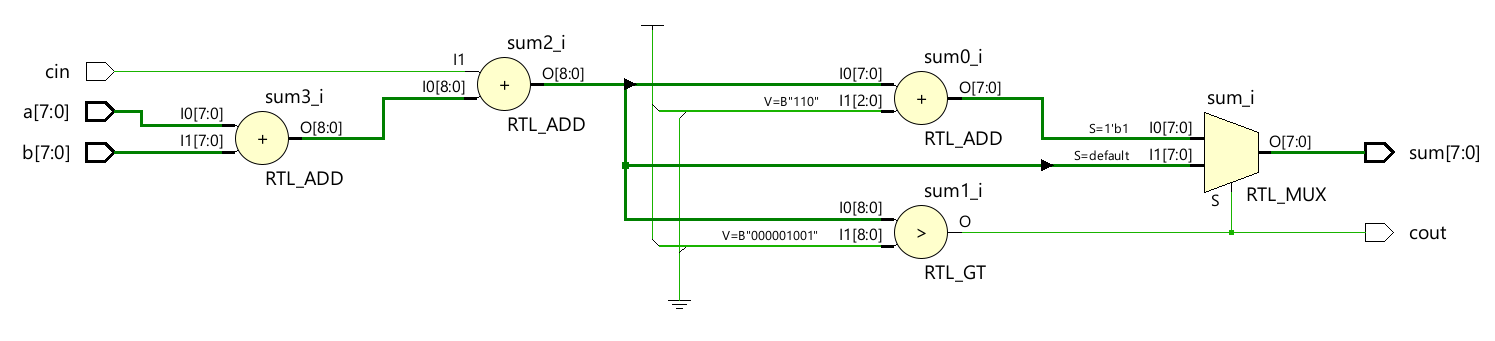 cin
a[7:0]
b[7:0]
I0[7:0]
I1[7:0]
sum3_i
+
O[8:0]
RTL_ADD
I1
I0[8:0]
sum2_i
+
O[8:0]
RTL_ADD
V=B"110"
V=B"000001001"
sum0_i
I0[7:0]
I1[2:0]
+
O[7:0]
RTL_ADD
sum1_i
I0[8:0]
I1[8:0]
>
O
RTL_GT
sum_i
S=1'b1
I0[7:0]
S=default
I1[7:0]
O[7:0]
S
RTL_MUX
sum[7:0]
cout